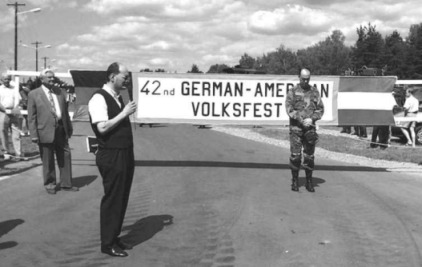 42nd GERMAN-AMERICAN
VOLKSFEST